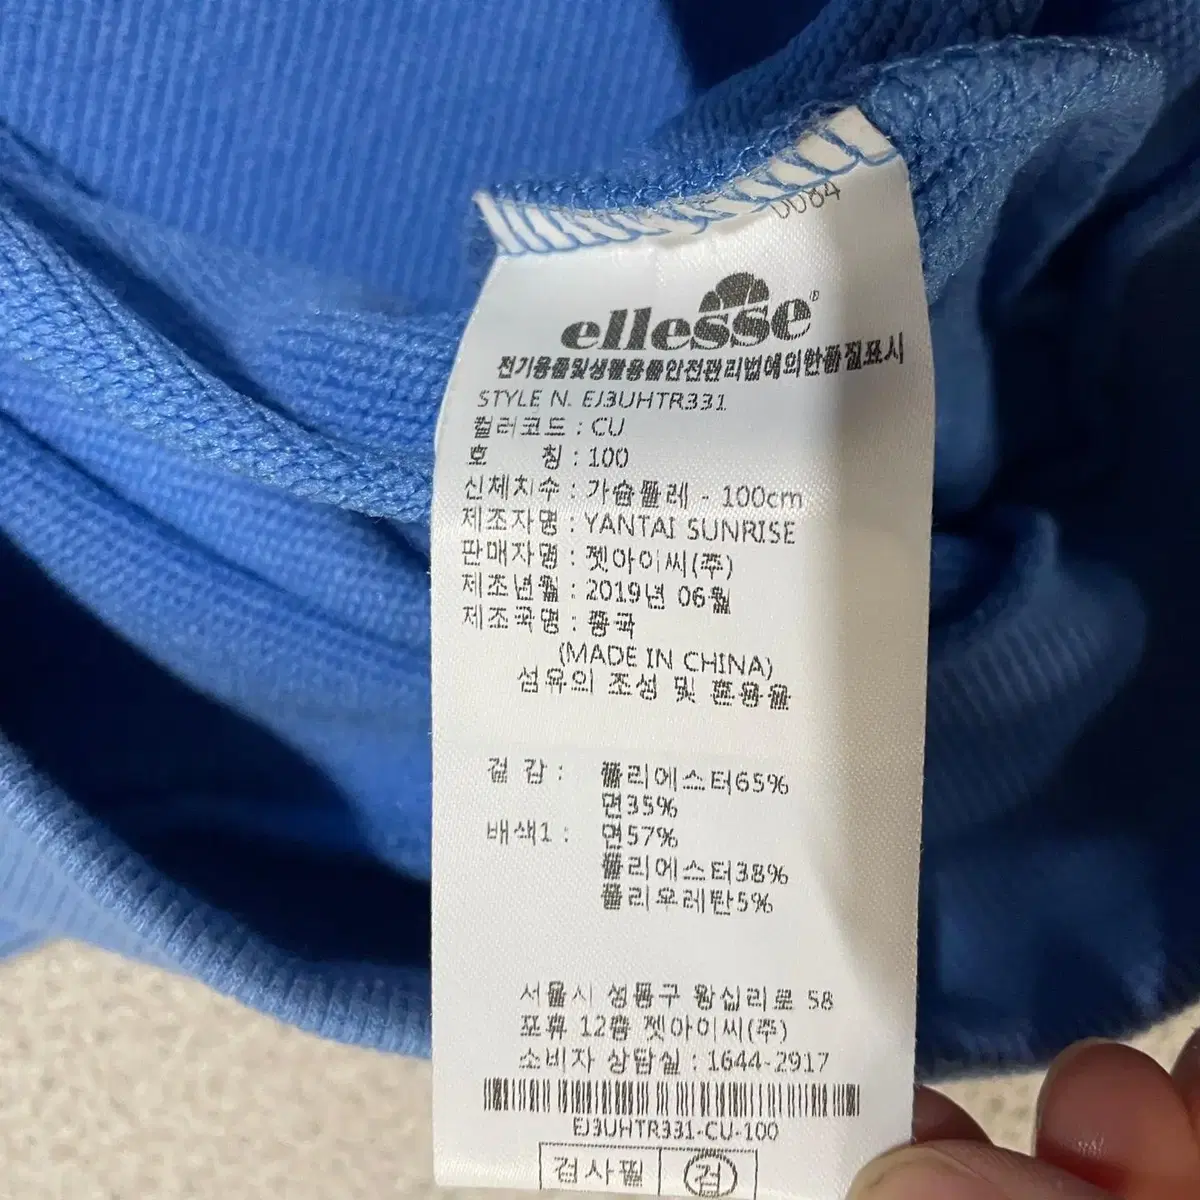 0084
ellesse®
전기용품및생활용품안전관리법에의한품질표시
STYLE N. EJ3UHTR331
컬러코드 : CU
호 칭 : 100
신체치수 : 가슴둘레 - 100cm
제조자명 : YANTAI SUNRISE
판매자명 : 젯아이씨(주)
제조년월 : 2019년 06월
제조국명 : 중국
(MADE IN CHINA)
섬유의 조성 및 혼용율
겉 감 : 폴리에스터65%
면35%
배색1 : 면57%
폴리에스터38%
폴리우레탄5%
서울시 성동구 왕십리로 58
포휴 12층 젯아이씨(주)
소비자 상담실 : 1644-2917
EJ3UHTR331-CU-100
검사필 검